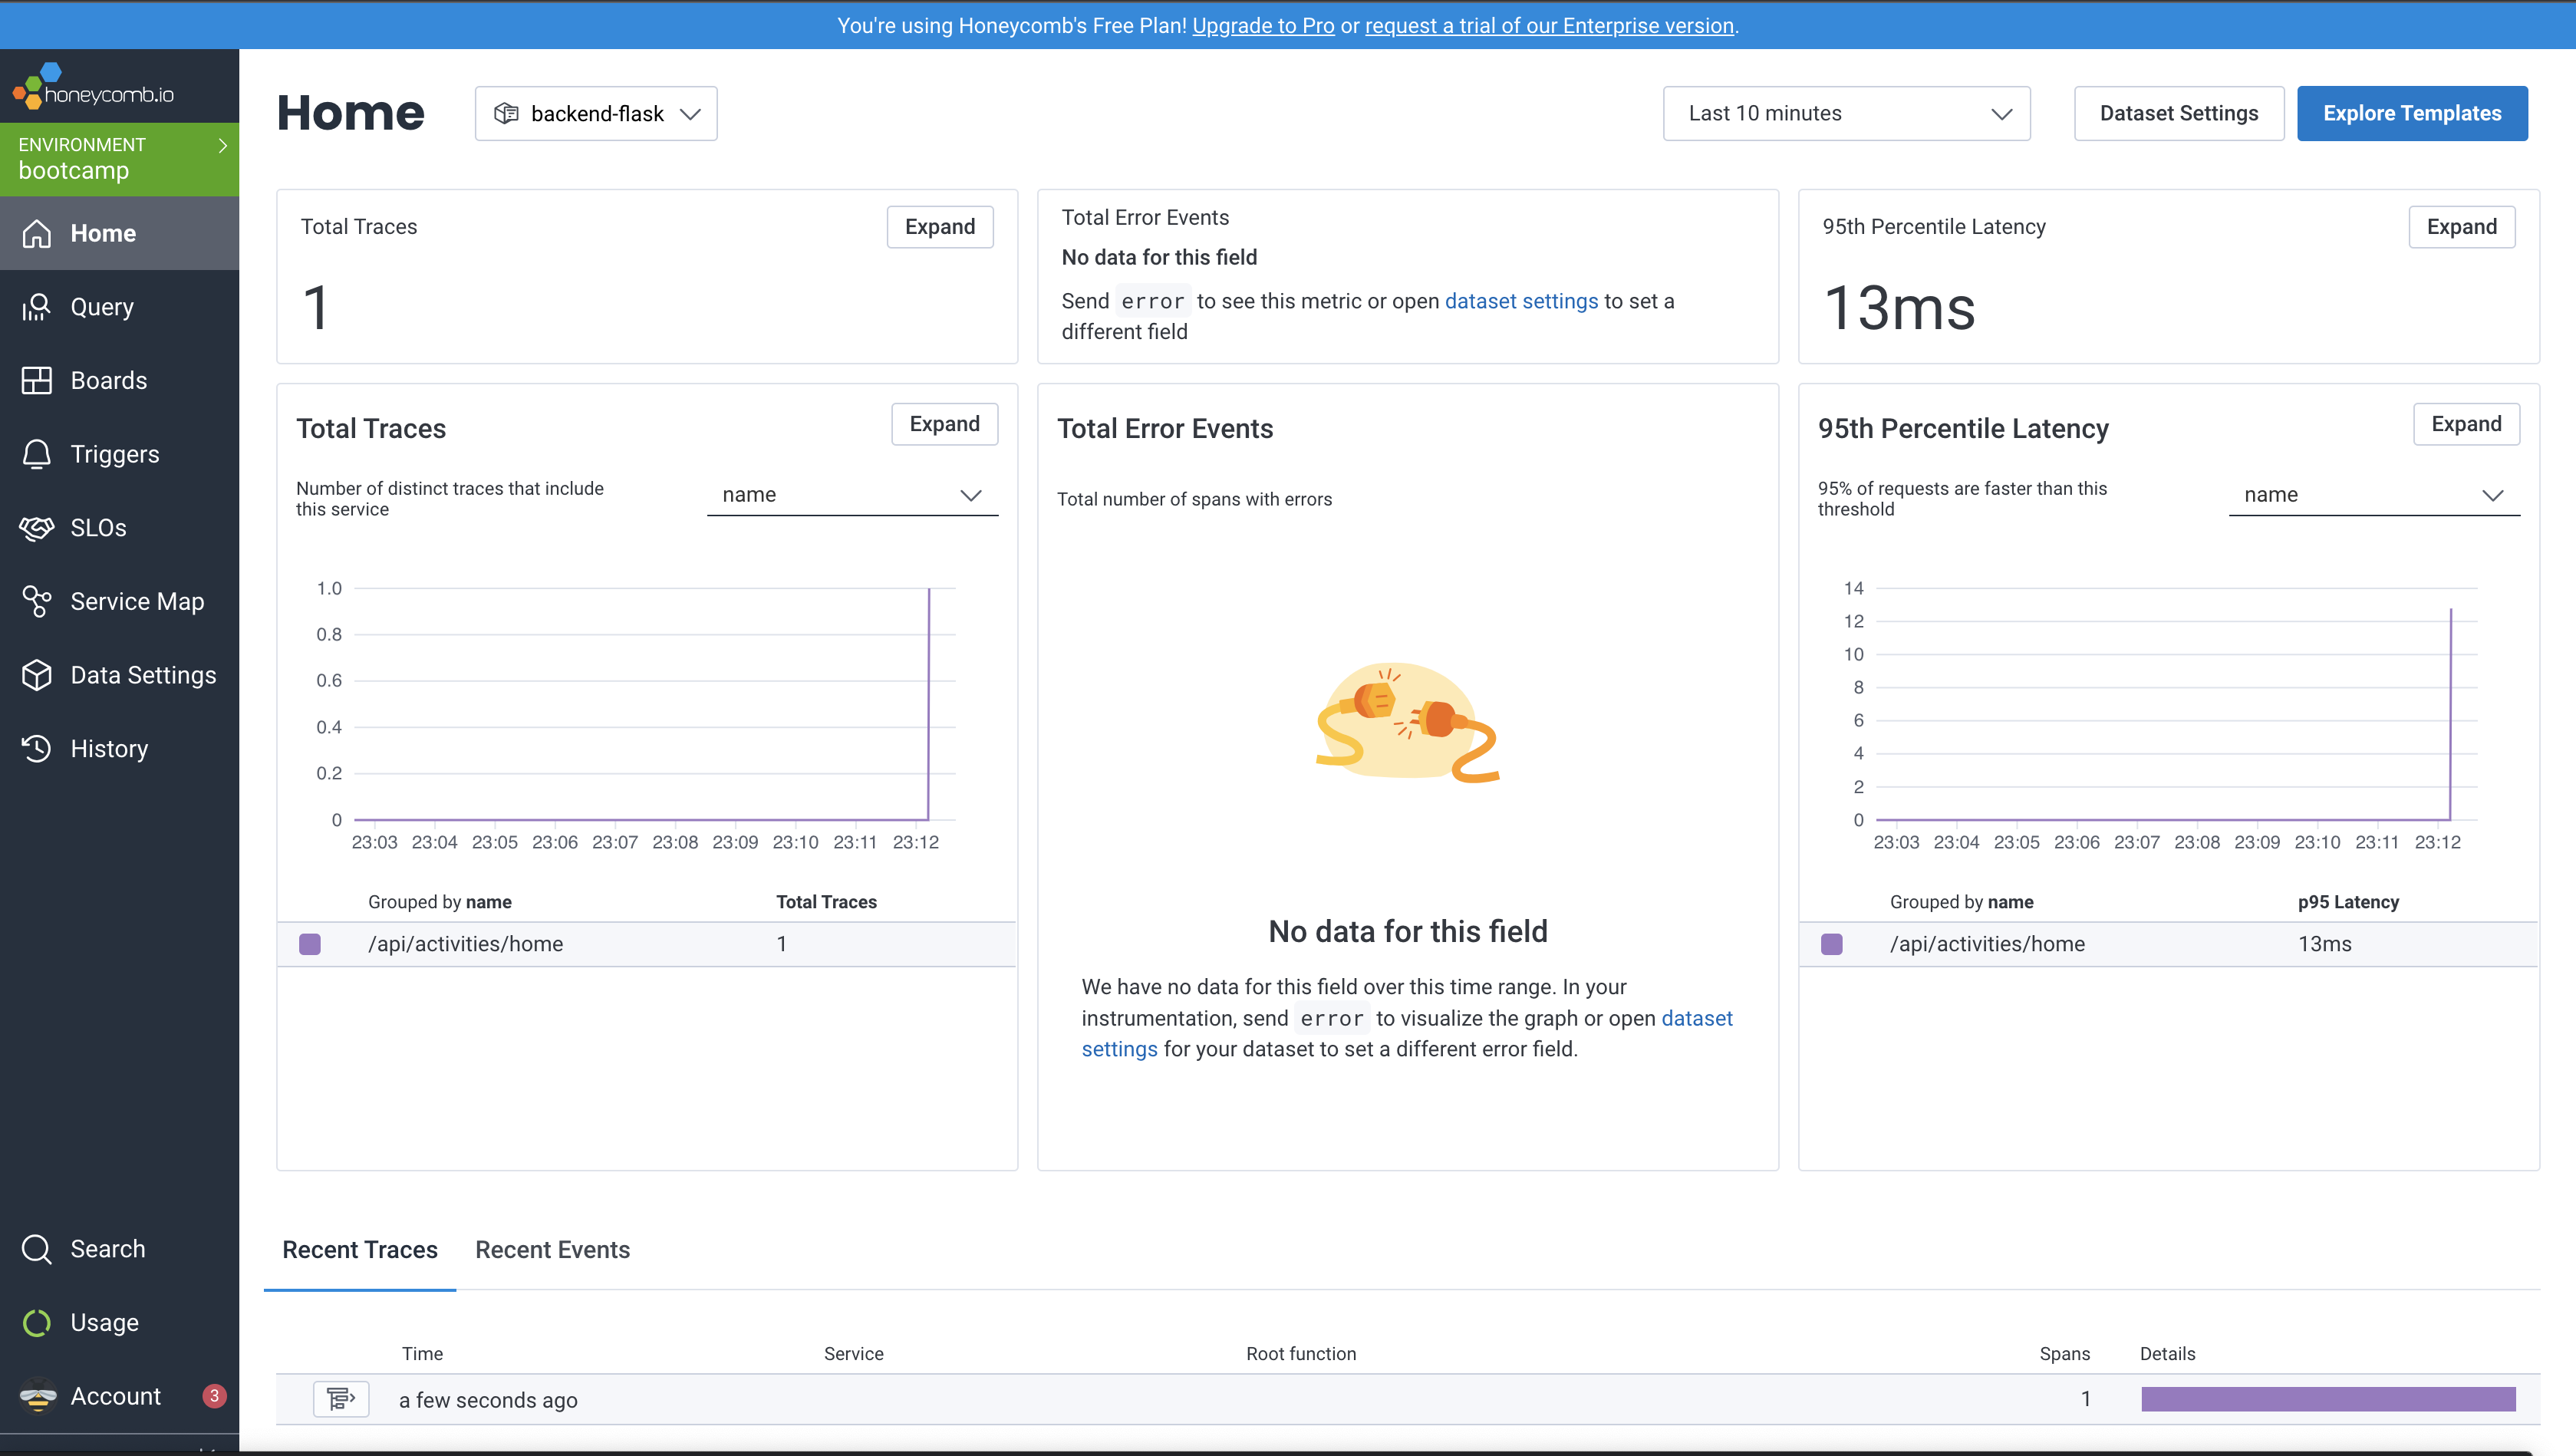 You're using Honeycomb's Free Plan! Upgrade to Pro or request a trial of our Enterprise version.
honeycomb.io
ENVIRONMENT
bootcamp
Home
Query
Boards
Triggers
SLOs
Service Map
Data Settings
History
Search
Usage
Account 3
Home
backend-flask
Last 10 minutes
Dataset Settings
Explore Templates
Total Traces
Expand
1
Total Error Events
No data for this field
Send error to see this metric or open dataset settings to set a
different field
95th Percentile Latency
Expand
13ms
Total Traces
Expand
Number of distinct traces that include
this service
name
1.0
0.8
0.6
0.4
0.2
0
23:03 23:04 23:05 23:06 23:07 23:08 23:09 23:10 23:11 23:12
Grouped by name Total Traces
/api/activities/home 1
Total Error Events
Total number of spans with errors
No data for this field
We have no data for this field over this time range. In your
instrumentation, send error to visualize the graph or open dataset
settings for your dataset to set a different error field.
95th Percentile Latency
Expand
95% of requests are faster than this
threshold
name
14
12
10
8
6
4
2
0
23:03 23:04 23:05 23:06 23:07 23:08 23:09 23:10 23:11 23:12
Grouped by name p95 Latency
/api/activities/home 13ms
Recent Traces Recent Events
Time Service Root function Spans Details
a few seconds ago 1